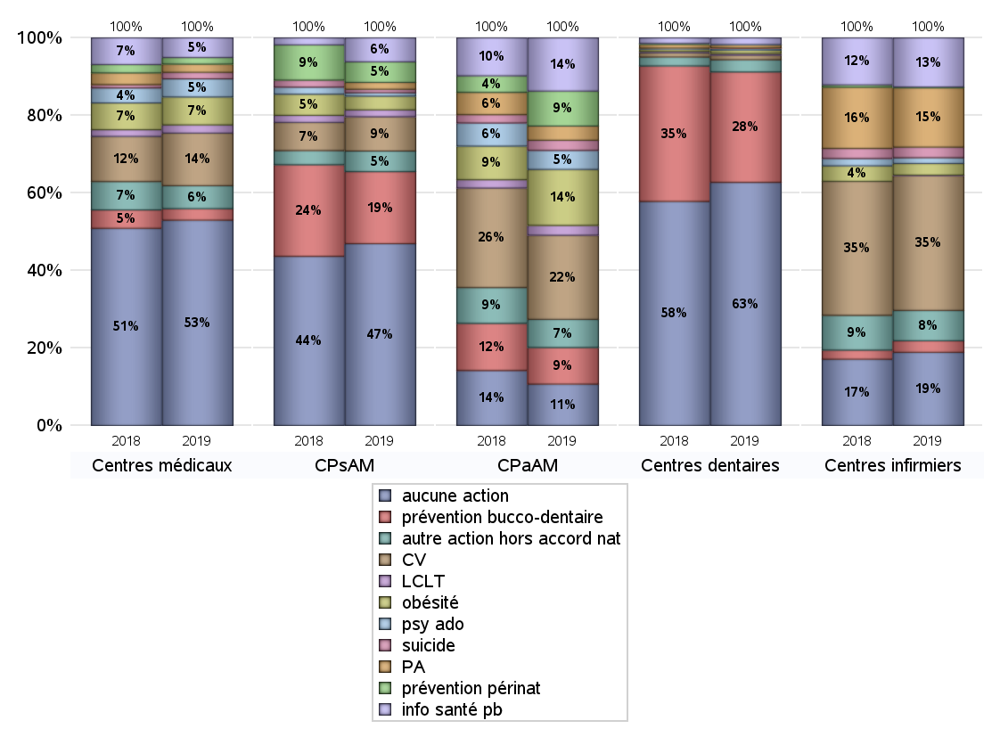 100% 100% 100% 100% 100% 100% 100% 100% 100% 100%
100%
80%
60%
40%
20%
0%
7% 4% 7% 12% 7% 5% 51%
5% 5% 7% 14% 6% 53%
9% 5% 7% 24% 44%
6% 5% 9% 5% 19% 47%
10% 4% 6% 6% 9% 26% 9% 12% 14%
14% 9% 5% 14% 22% 7% 9% 11%
35% 58%
28% 63%
12% 16% 4% 35% 9% 17%
13% 15% 35% 8% 19%
2018 2019 2018 2019 2018 2019 2018 2019 2018 2019
Centres médicaux CPsAM CPaAM Centres dentaires Centres infirmiers
aucune action
prévention bucco-dentaire
autre action hors accord nat
CV
LCLT
obésité
psy ado
suicide
PA
prévention périnat
info santé pb